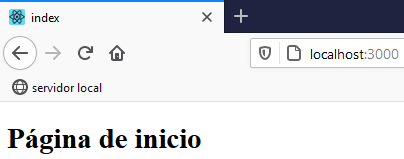 index
localhost:3000
servidor local
Página de inicio